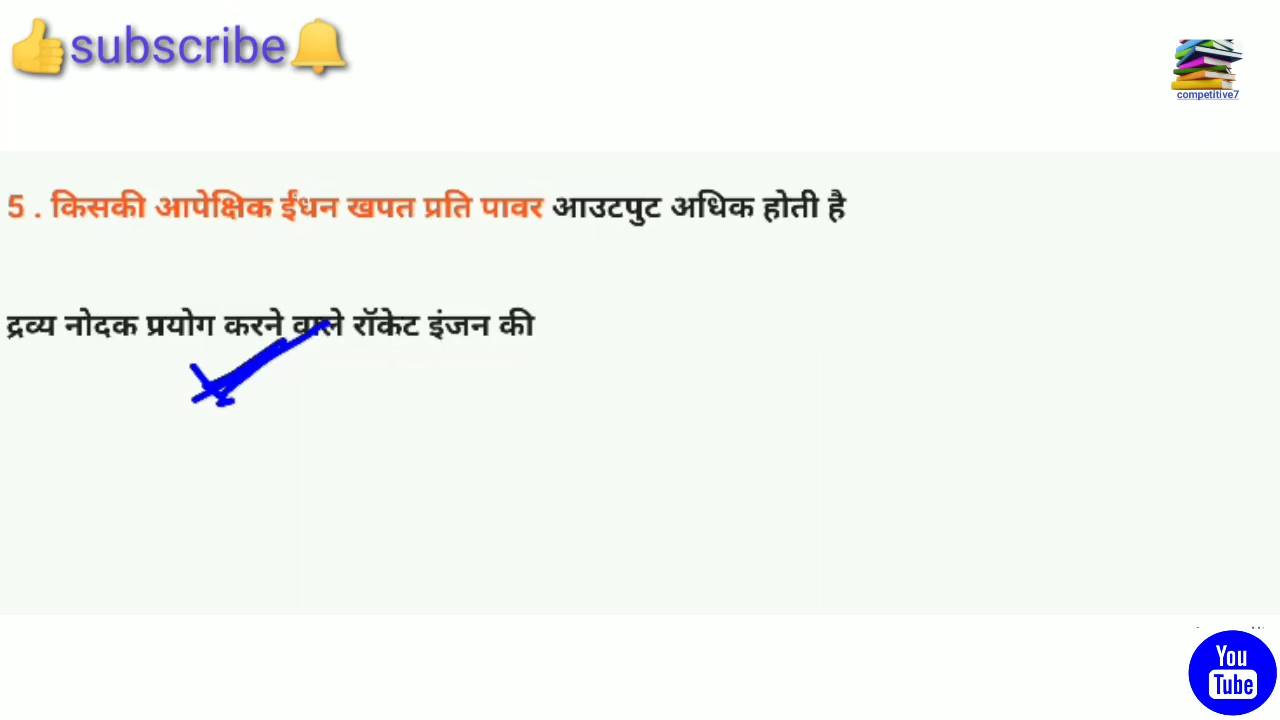 subscribe
competitive7
5 . किसकी आपेक्षिक ईंधन खपत प्रति पावर आउटपुट अधिक होती है
द्रव्य नोदक प्रयोग करने वाले रॉकेट इंजन की
You
Tube